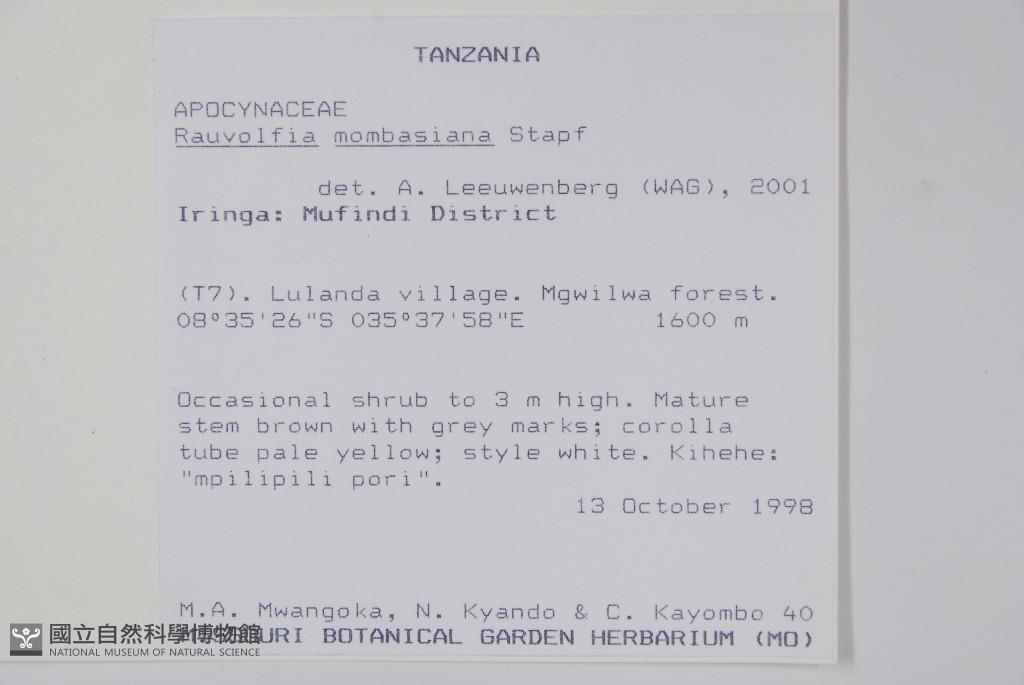 TANZANIA
APOCYNACEAE
Rauvolfia mombasiana Stapf
det. A. Leeuwenberg (WAG), 2001
Iringa: Mufindi District
(T7). Lulanda village. Mgwilwa forest.
08°35'26"S 035°37'58"E 1600 m
Occasional shrub to 3 m high. Mature
stem brown with grey marks; corolla
tube pale yellow; style white. Kihehe:
"mpilipili pori".
13 October 1998
M.A. Mwangoka, N. Kyando & C. Kayombo 40
BOTANICAL GARDEN HERBARIUM (MO)
國立自然科學博物館
NATIONAL MUSEUM OF NATURAL SCIENCE